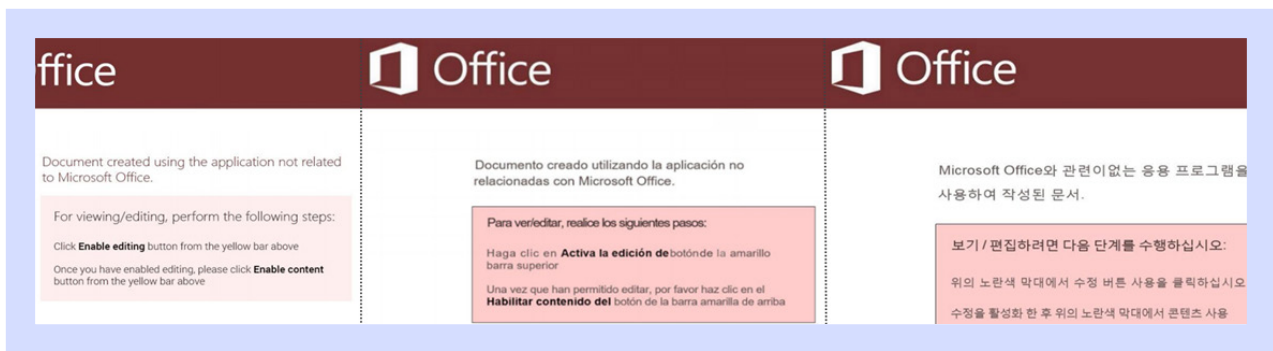 ffice
Document created using the application not related
to Microsoft Office.
For viewing/editing, perform the following steps:
Click Enable editing button from the yellow bar above
Once you have enabled editing, please click Enable content
button from the yellow bar above
Office
Documento creado utilizando la aplicación no
relacionadas con Microsoft Office.
Para ver/editar, realice los siguientes pasos:
Haga clic en Activa la edición de botónde la amarillo
barra superior
Una vez que han permitido editar, por favor haz clic en el
Habilitar contenido del botón de la barra amarilla de arriba
Office
Microsoft Office와 관련이없는 응용 프로그램을
사용하여 작성된 문서.
보기 / 편집하려면 다음 단계를 수행하십시오:
위의 노란색 막대에서 수정 버튼 사용을 클릭하십시오
수정을 활성화 한 후 위의 노란색 막대에서 콘텐츠 사용